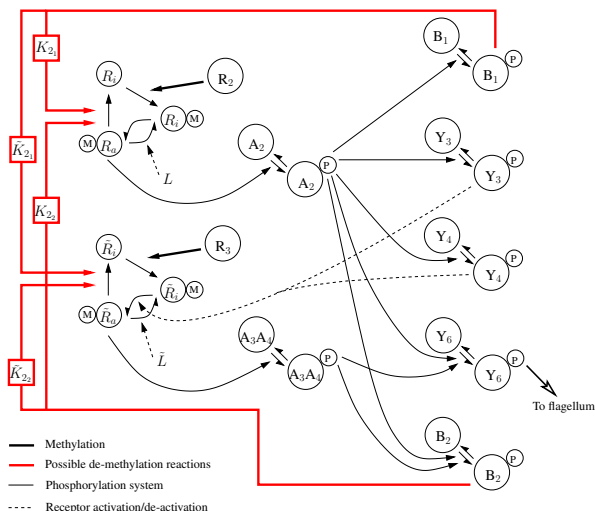 B₁
K₂₁
P
B₁
Rᵢ
R₂
Rᵢ M
A₂
Y₃
P
M Rₐ
K̃₂₁
P
A₂
Y₃
L
K₂₂
Y₄
P
R̃ᵢ
R₃
Y₄
R̃ᵢ M
M R̃ₐ
A₃A₄
Y₆
P
P
L̃
K̃₂₂
A₃A₄
Y₆
To flagellum
B₂
P
B₂
Methylation
Possible de-methylation reactions
Phosphorylation system
Receptor activation/de-activation